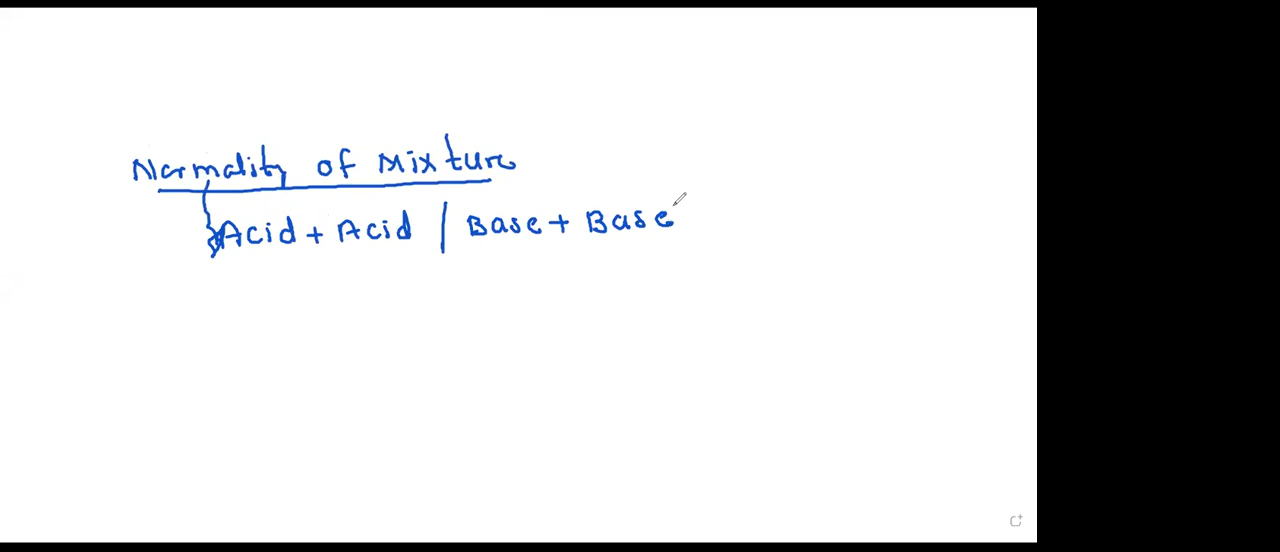 Normality of Mixture
Acid + Acid | Base + Base